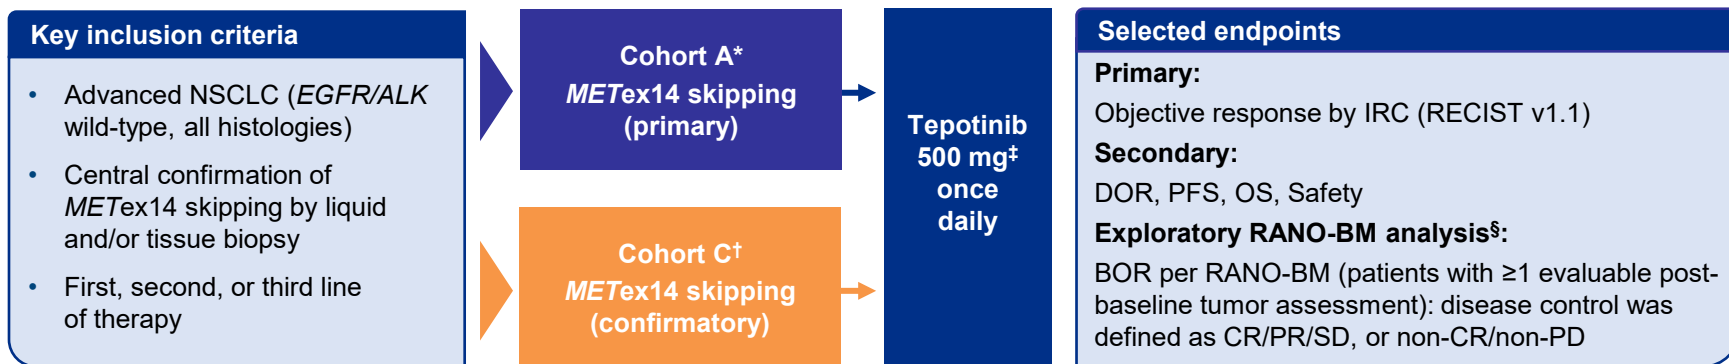 Key inclusion criteria
• Advanced NSCLC (EGFR/ALK
wild-type, all histologies)
• Central confirmation of
METex14 skipping by liquid
and/or tissue biopsy
• First, second, or third line
of therapy
Cohort A*
METex14 skipping
(primary)
Cohort C†
METex14 skipping
(confirmatory)
Tepotinib
500 mg‡
once
daily
Selected endpoints
Primary:
Objective response by IRC (RECIST v1.1)
Secondary:
DOR, PFS, OS, Safety
Exploratory RANO-BM analysis§:
BOR per RANO-BM (patients with ≥1 evaluable post-
baseline tumor assessment): disease control was
defined as CR/PR/SD, or non-CR/non-PD